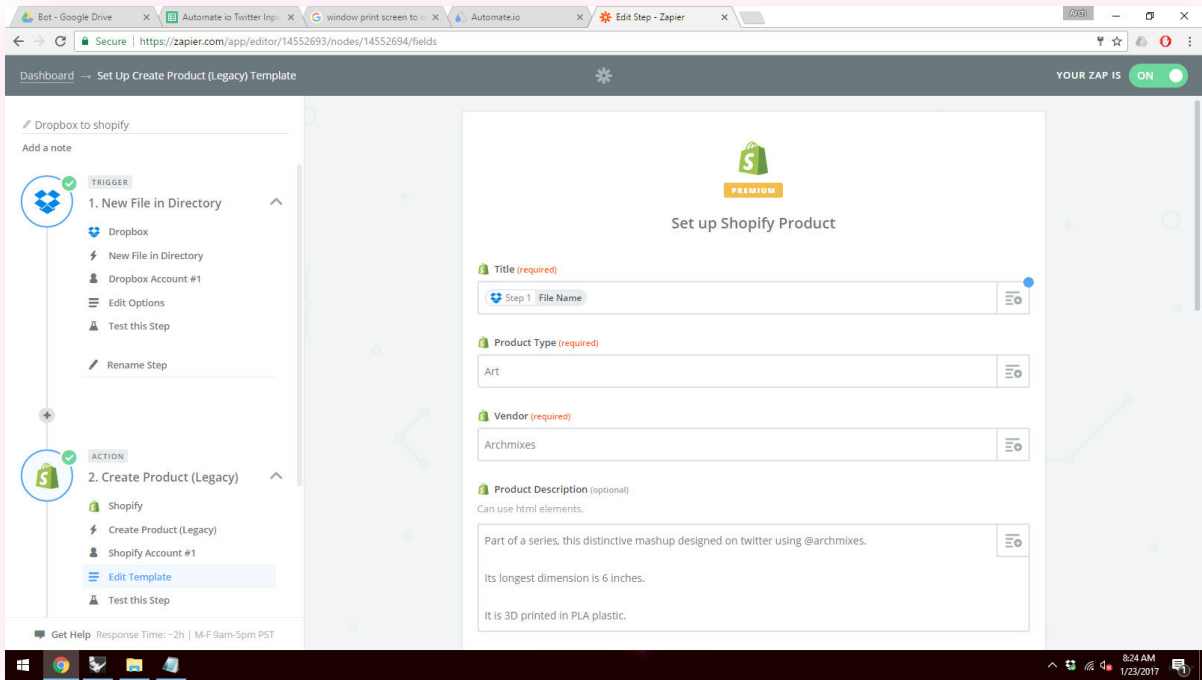 Bot - Google Drive
Automate io Twitter Inpu
window print screen to c
Automate.io
Edit Step - Zapier
Arch
Secure
https://zapier.com/app/editor/14552693/nodes/14552694/fields
Dashboard → Set Up Create Product (Legacy) Template
YOUR ZAP IS ON
Dropbox to shopify
Add a note
TRIGGER
1. New File in Directory
Dropbox
New File in Directory
Dropbox Account #1
Edit Options
Test this Step
Rename Step
ACTION
2. Create Product (Legacy)
Shopify
Create Product (Legacy)
Shopify Account #1
Edit Template
Test this Step
Get Help Response Time: ~2h | M-F 9am-5pm PST
PREMIUM
Set up Shopify Product
Title (required)
Step 1 File Name
Product Type (required)
Art
Vendor (required)
Archmixes
Product Description (optional)
Can use html elements.
Part of a series, this distinctive mashup designed on twitter using @archmixes.
Its longest dimension is 6 inches.
It is 3D printed in PLA plastic.
8:24 AM
1/23/2017